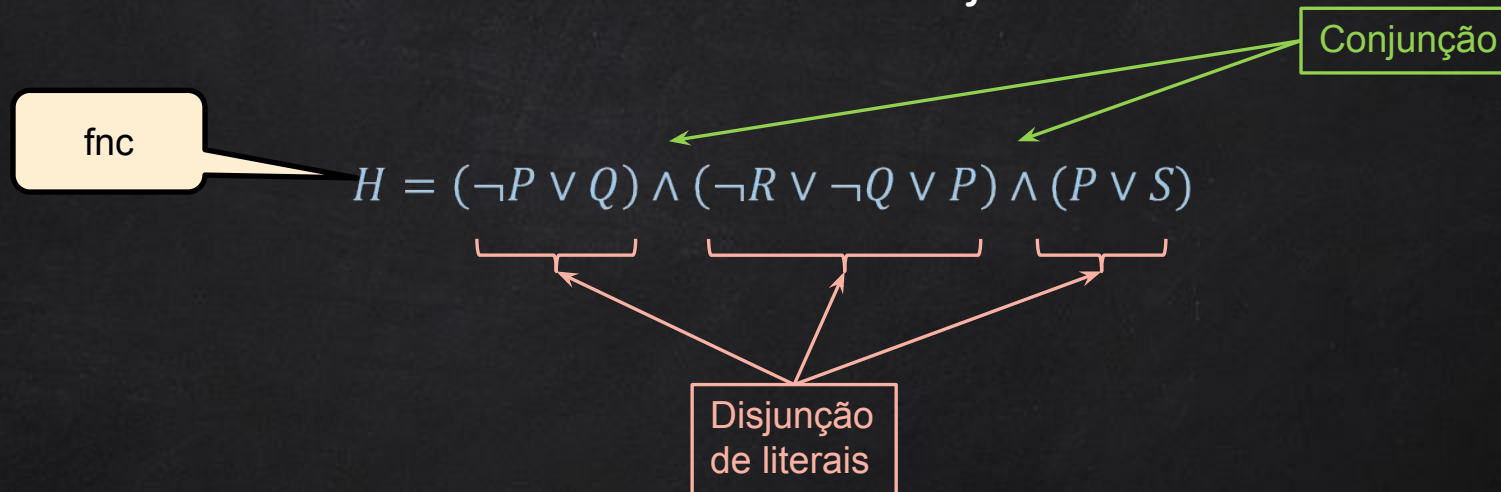 Conjunção
fnc
H = (¬P ∨ Q) ∧ (¬R ∨ ¬Q ∨ P) ∧ (P ∨ S)
Disjunção
de literais